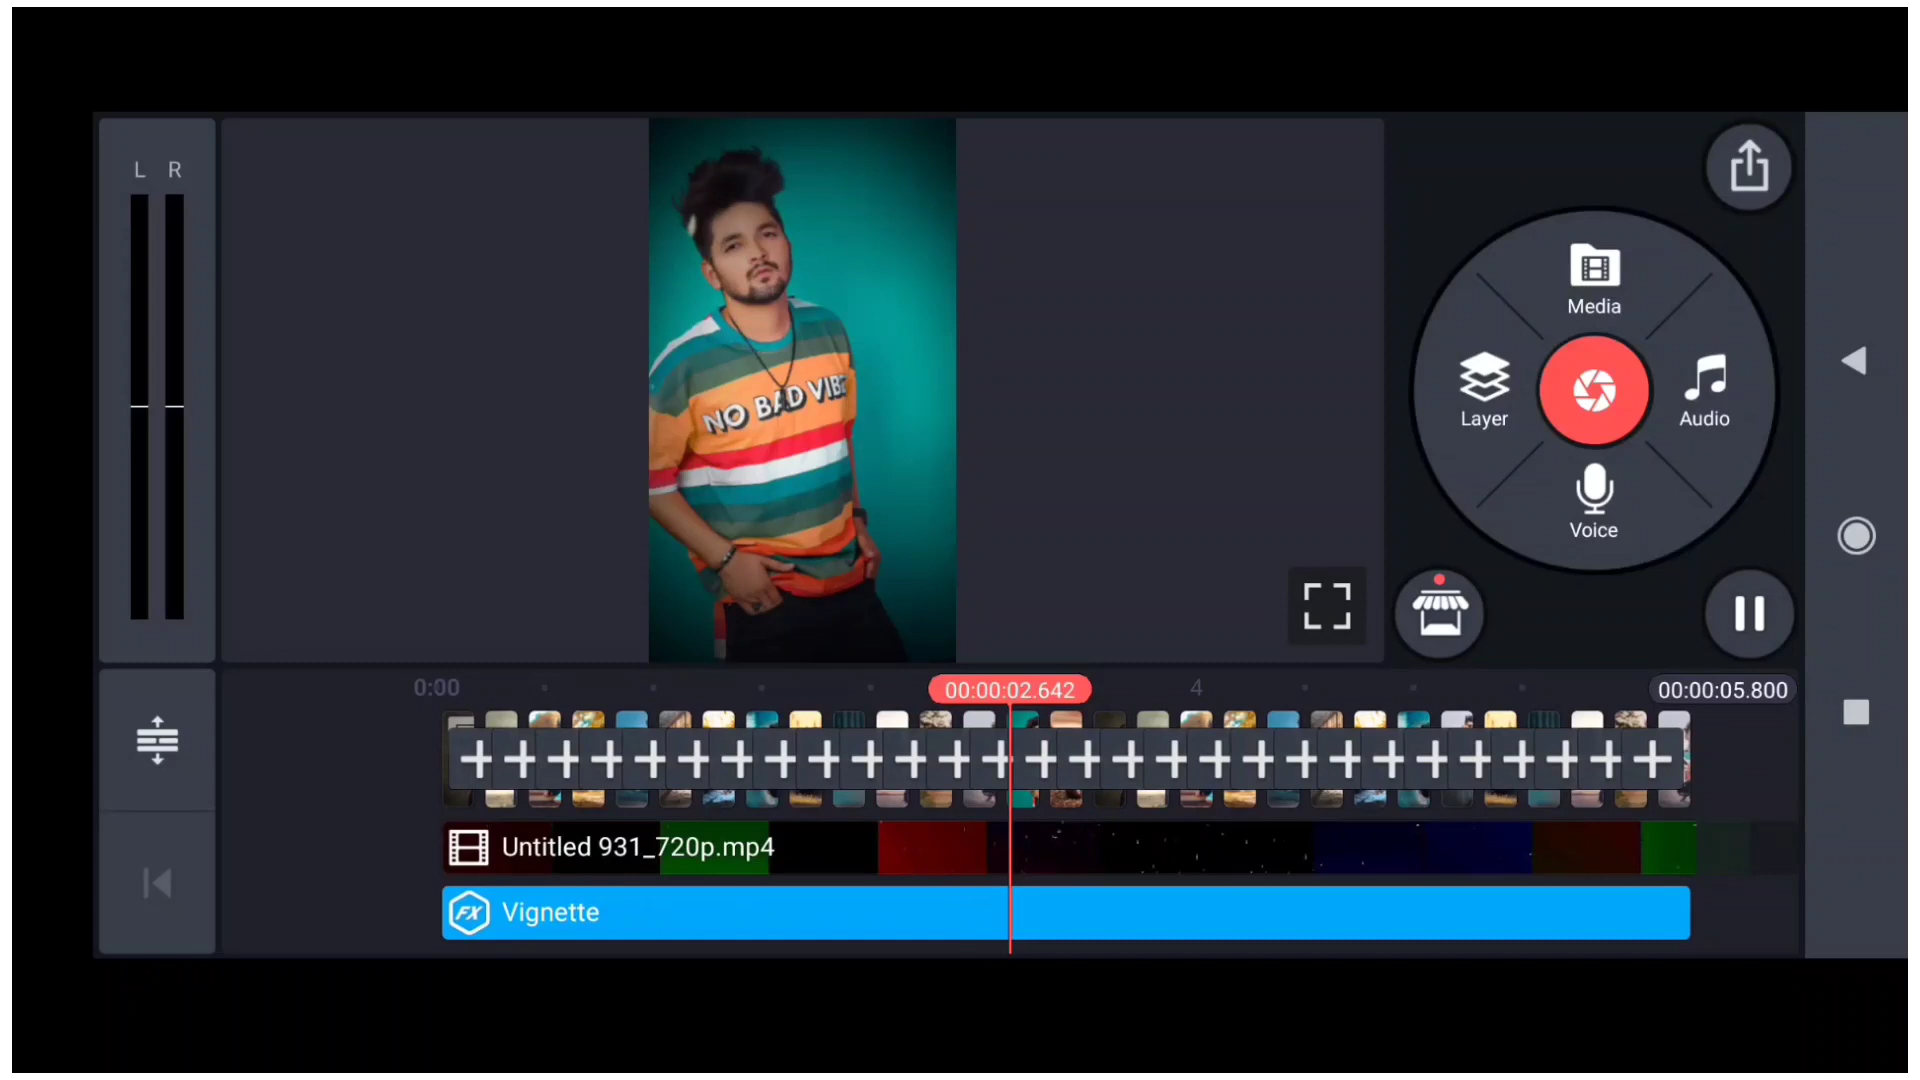 L R
Media
Layer
Audio
Voice
NO BAD VIBE
0:00
00:00:02.642
4
00:00:05.800
Untitled 931_720p.mp4
FX Vignette